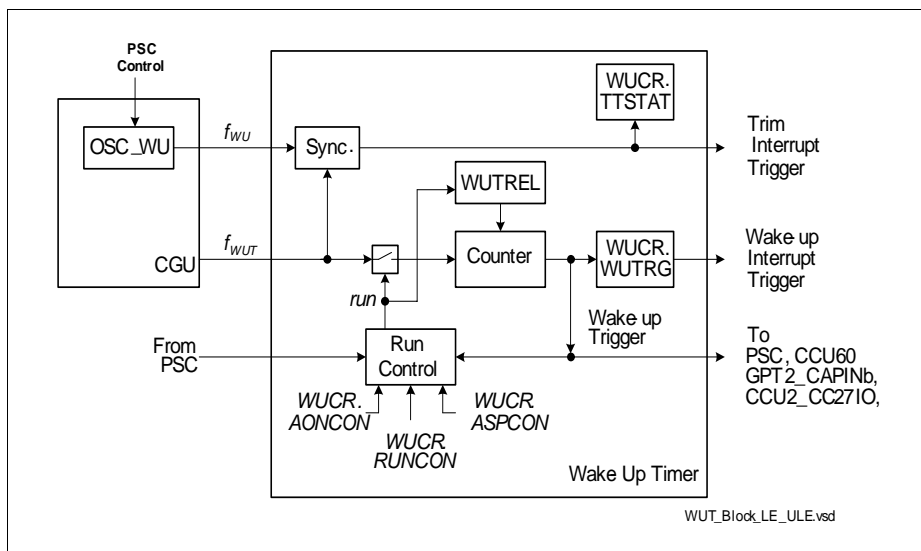 PSC
Control
OSC_WU
CGU
fWU
fWUT
From
PSC
Sync.
WUCR.
TTSTAT
WUTREL
Counter
WUCR.
WUTRG
run
Run
Control
Wake-up
Trigger
WUCR.
AONCON
WUCR.
RUNCON
WUCR.
ASPCON
Wake Up Timer
Trim
Interrupt
Trigger
Wake-up
Interrupt
Trigger
To
PSC, CCU60
GPT2_CAPINb,
CCU2_CC27IO,
WUT_Block_LE_ULE.vsd